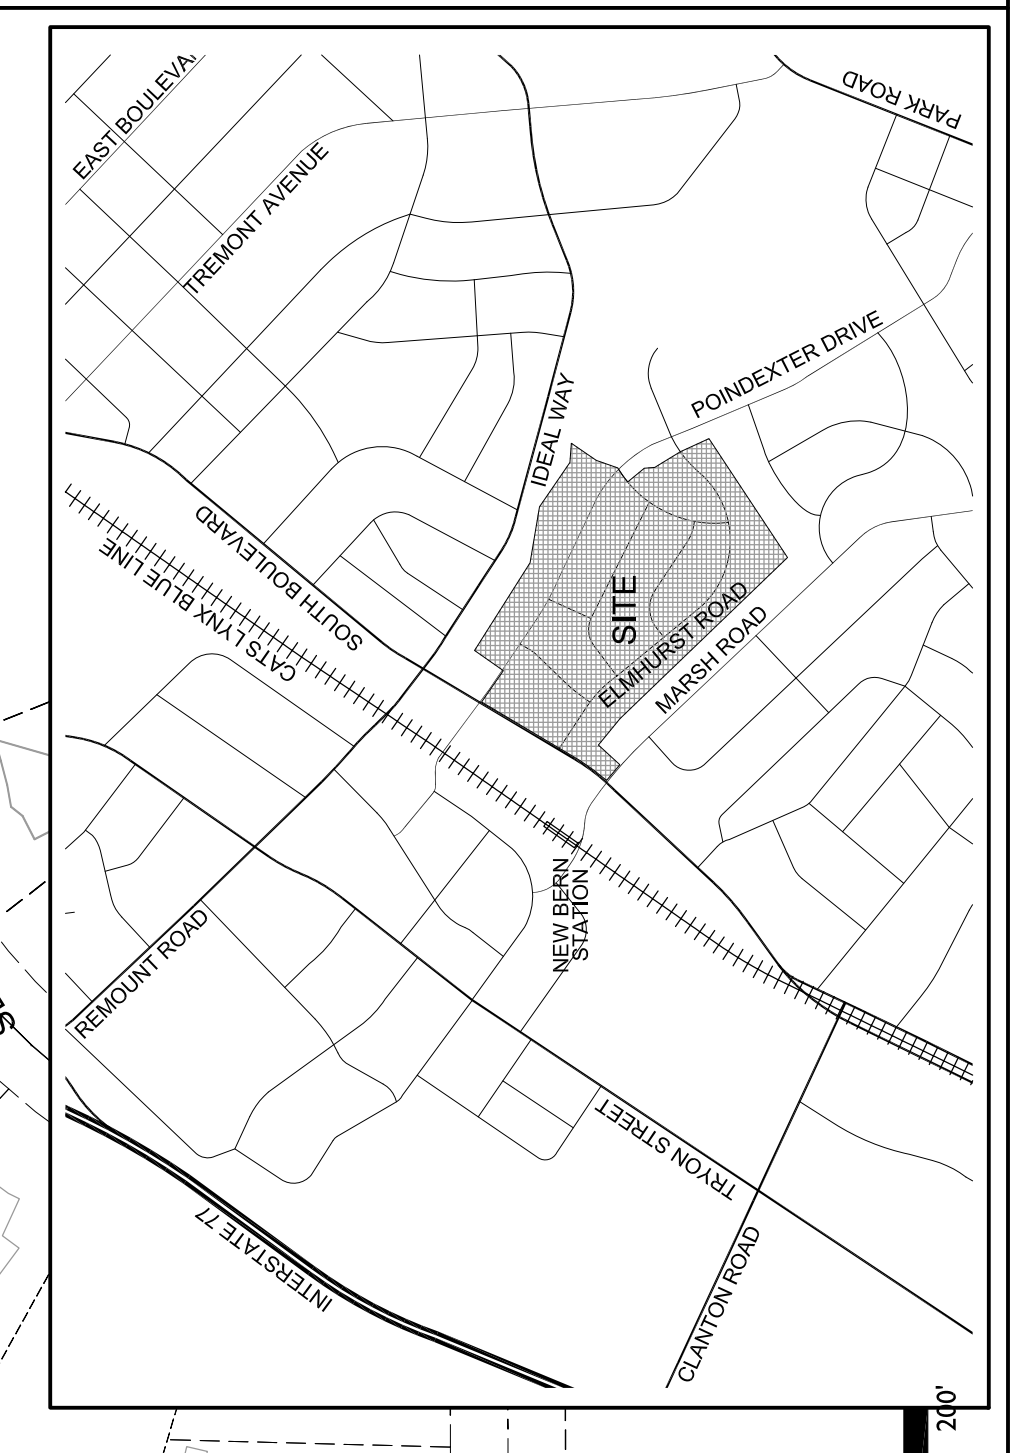 EAST BOULEVA
PARK ROAD
TREMONT AVENUE
POINDEXTER DRIVE
IDEAL WAY
SOUTH BOULEVARD
CATS LYNX BLUE LINE
SITE
ELMHURST ROAD
MARSH ROAD
NEW BERN
STATION
REMOUNT ROAD
TRYON STREET
INTERSTATE 77
CLANTON ROAD
200'